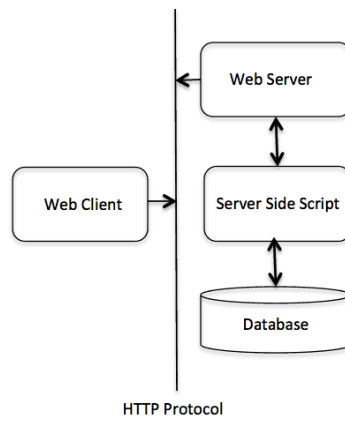 Web Server
Web Client
Server Side Script
Database
HTTP Protocol